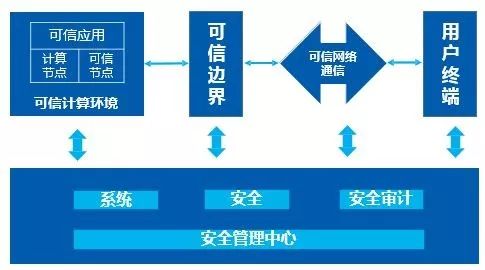 可信应用
计算
节点
可信
节点
可信计算环境
可信边界
可信网络
通信
用户终端
系统
安全
安全审计
安全管理中心